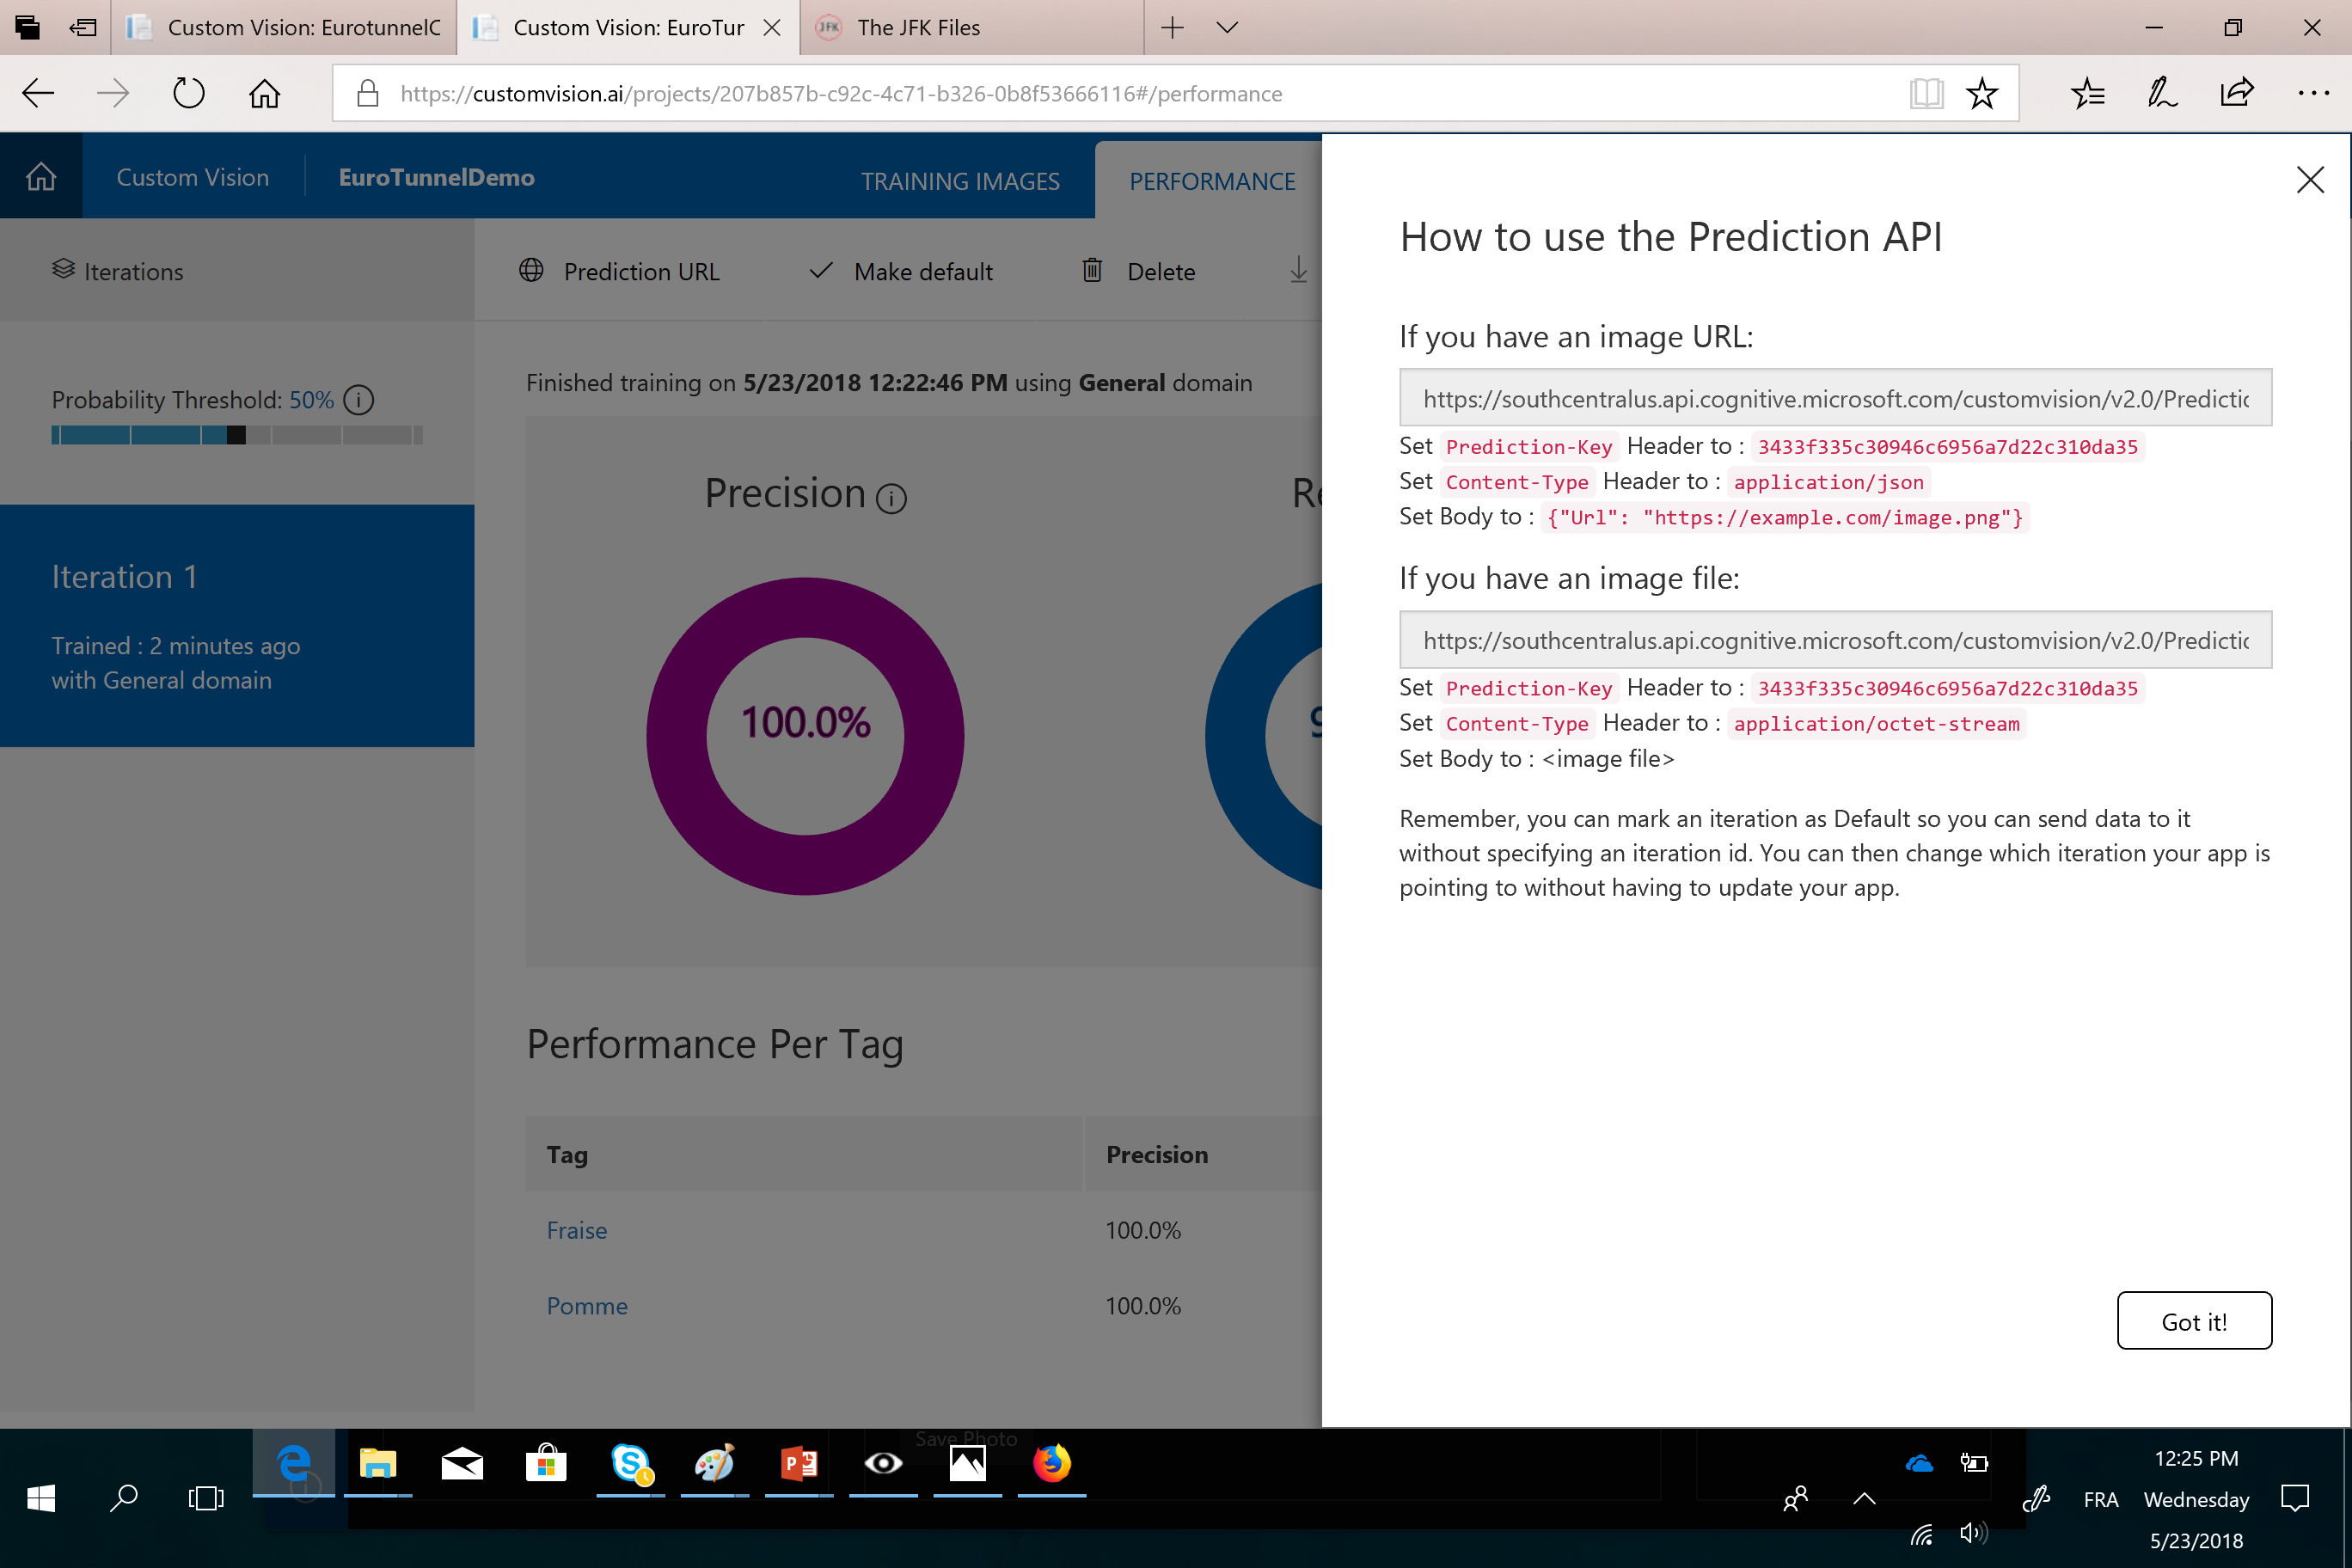 Custom Vision: EurotunnelC
Custom Vision: EuroTur
JFK
The JFK Files
https://customvision.ai/projects/207b857b-c92c-4c71-b326-0b8f53666116#/performance
Custom Vision
EuroTunnelDemo
TRAINING IMAGES
PERFORMANCE
Iterations
Prediction URL
Make default
Delete
Probability Threshold: 50%
Iteration 1
Trained : 2 minutes ago
with General domain
Finished training on 5/23/2018 12:22:46 PM using General domain
Precision
100.0%
Performance Per Tag
Tag
Precision
Fraise
100.0%
Pomme
100.0%
How to use the Prediction API
If you have an image URL:
https://southcentralus.api.cognitive.microsoft.com/customvision/v2.0/Predictic
Set Prediction-Key Header to : 3433f335c30946c6956a7d22c310da35
Set Content-Type Header to : application/json
Set Body to : {"Url": "https://example.com/image.png"}
If you have an image file:
https://southcentralus.api.cognitive.microsoft.com/customvision/v2.0/Predictic
Set Prediction-Key Header to : 3433f335c30946c6956a7d22c310da35
Set Content-Type Header to : application/octet-stream
Set Body to : <image file>
Remember, you can mark an iteration as Default so you can send data to it
without specifying an iteration id. You can then change which iteration your app is
pointing to without having to update your app.
Got it!
Save Photo
FRA
12:25 PM
Wednesday
5/23/2018